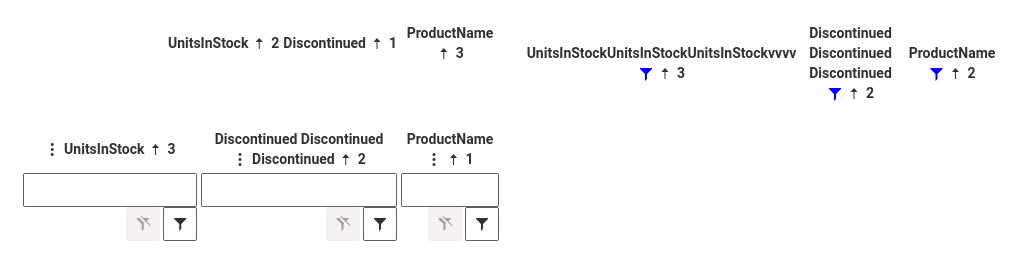 UnitsInStock ↑ 2 Discontinued ↑ 1
ProductName
↑ 3
UnitsInStockUnitsInStockUnitsInStockvvvv
↑ 3
Discontinued
Discontinued
Discontinued
↑ 2
ProductName
↑ 2
UnitsInStock ↑ 3
Discontinued Discontinued
Discontinued ↑ 2
ProductName
↑ 1